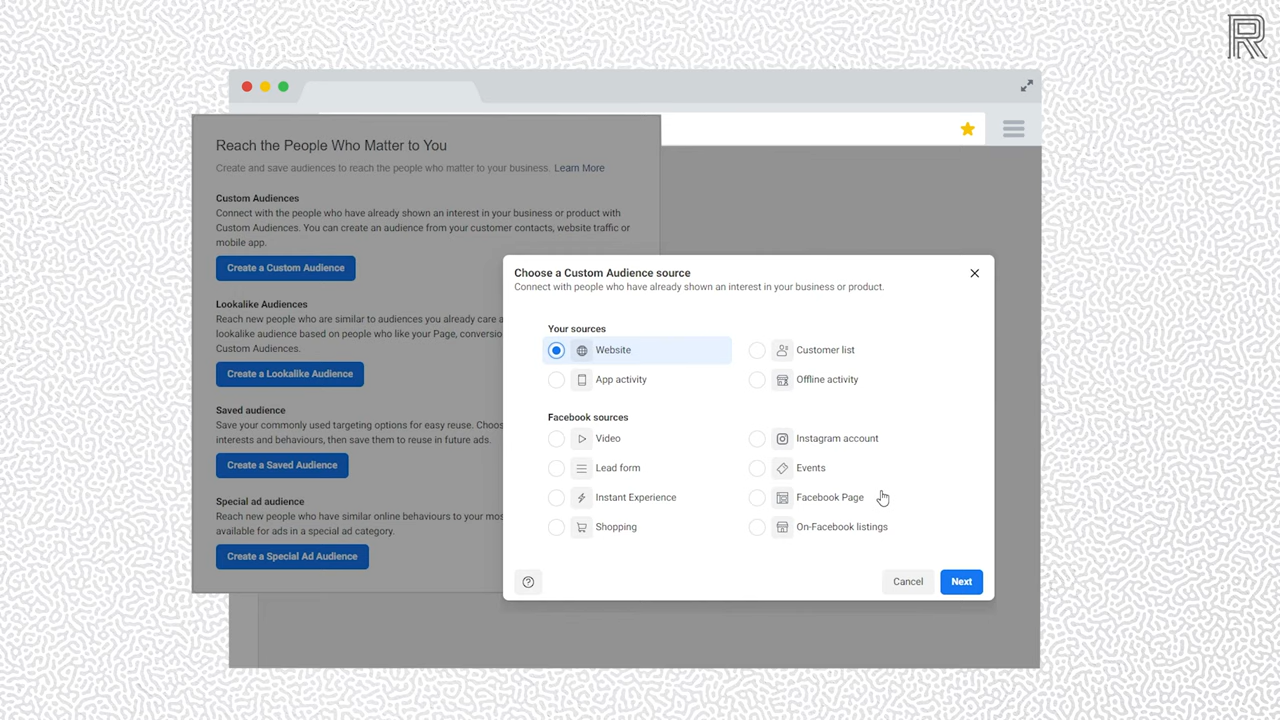 R
Reach the People Who Matter to You
Create and save audiences to reach the people who matter to your business. Learn More
Custom Audiences
Connect with the people who have already shown an interest in your business or product with
Custom Audiences. You can create an audience from your customer contacts, website traffic or
mobile app.
Create a Custom Audience
Lookalike Audiences
Reach new people who are similar to audiences you already care a
lookalike audience based on people who like your Page, conversio
Custom Audiences.
Create a Lookalike Audience
Saved audience
Save your commonly used targeting options for easy reuse. Choos
interests and behaviours, then save them to reuse in future ads.
Create a Saved Audience
Special ad audience
Reach new people who have similar online behaviours to your mos
available for ads in a special ad category.
Create a Special Ad Audience
Choose a Custom Audience source
Connect with people who have already shown an interest in your business or product.
Your sources
Website
Customer list
App activity
Offline activity
Facebook sources
Video
Instagram account
Lead form
Events
Instant Experience
Facebook Page
Shopping
On-Facebook listings
Cancel
Next